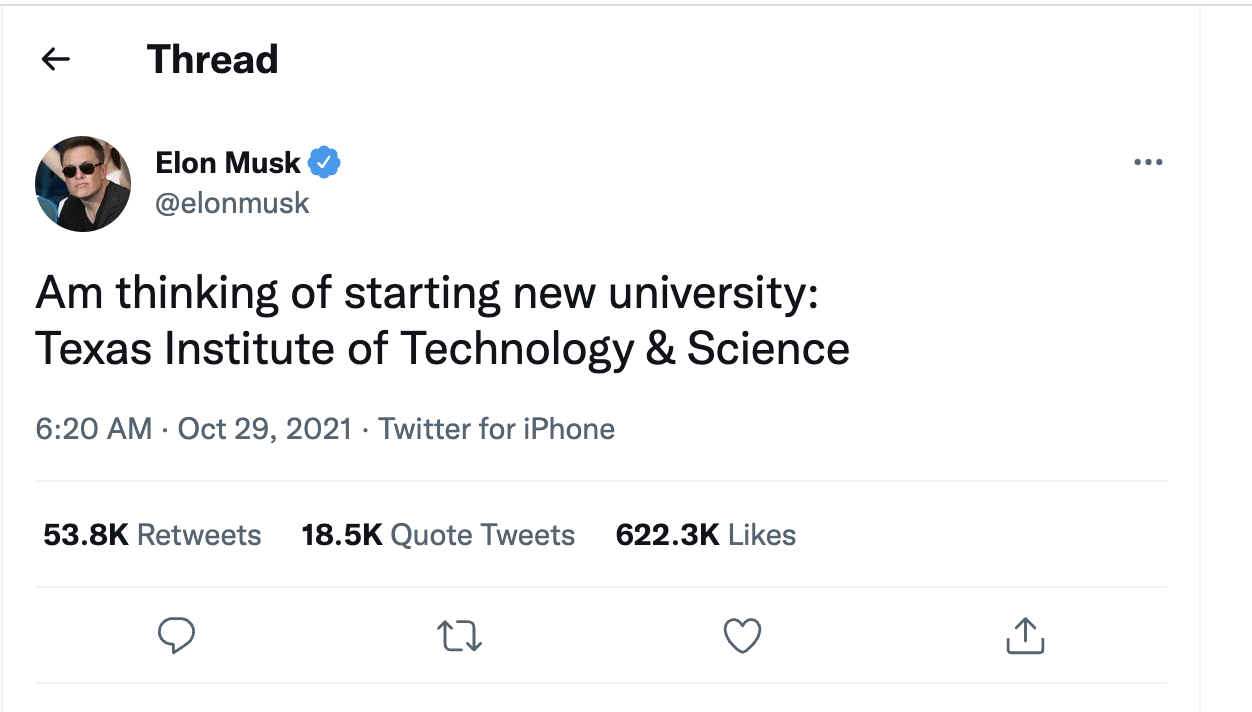 Thread
Elon Musk
@elonmusk
Am thinking of starting new university:
Texas Institute of Technology & Science
6:20 AM · Oct 29, 2021 · Twitter for iPhone
53.8K Retweets 18.5K Quote Tweets 622.3K Likes